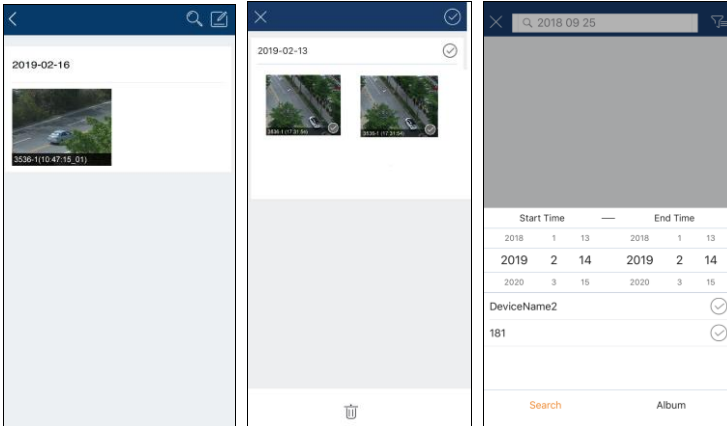 2019-02-16
3536-1(10:47:15_01)
2019-02-13
3536-1 (17:31:54)
3536-1 (17:31:54)
2018 09 25
Start Time — End Time
2018 1 13 2018 1 13
2019 2 14 2019 2 14
2020 3 15 2020 3 15
DeviceName2
181
Search Album